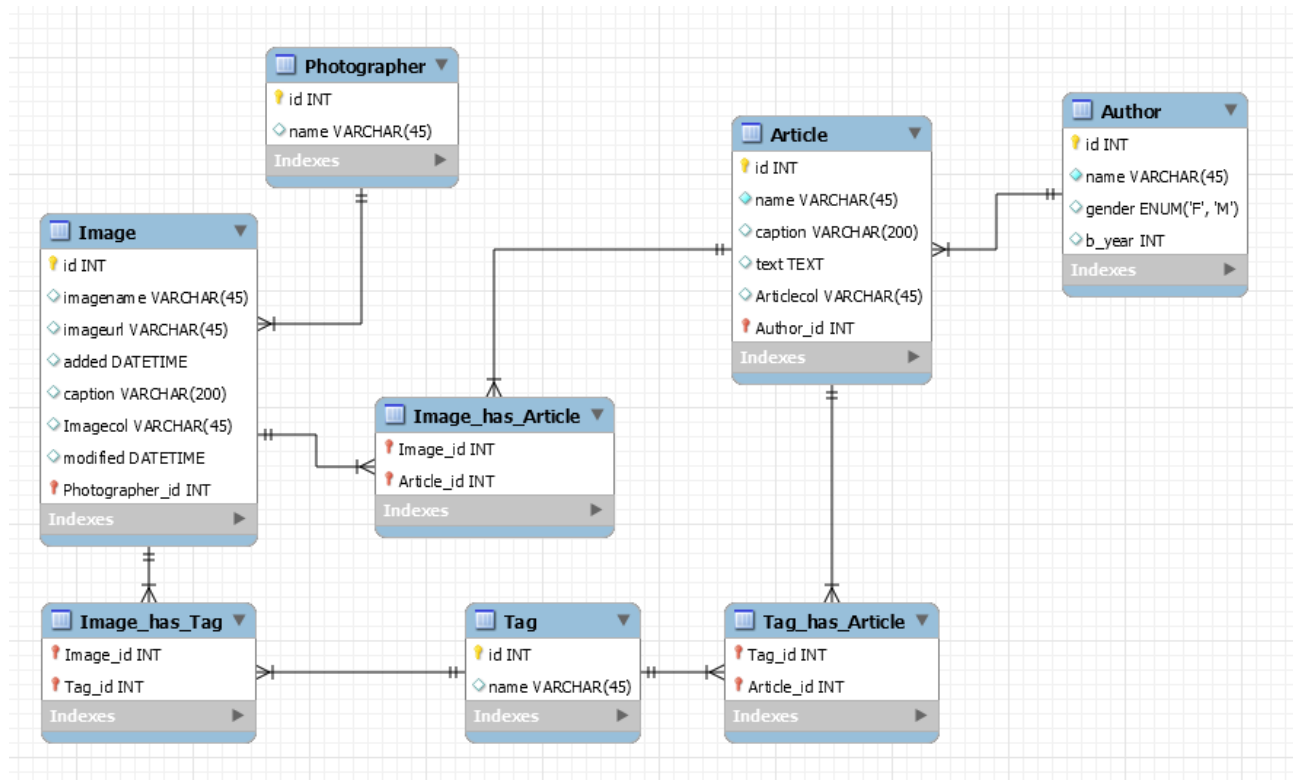 Photographer
id INT
name VARCHAR(45)
Indexes
Image
id INT
imagename VARCHAR(45)
imageurl VARCHAR(45)
added DATETIME
caption VARCHAR(200)
Imagecol VARCHAR(45)
modified DATETIME
Photographer_id INT
Indexes
Image_has_Article
Image_id INT
Article_id INT
Indexes
Article
id INT
name VARCHAR(45)
caption VARCHAR(200)
text TEXT
Articlecol VARCHAR(45)
Author_id INT
Indexes
Author
id INT
name VARCHAR(45)
gender ENUM('F', 'M')
b_year INT
Indexes
Image_has_Tag
Image_id INT
Tag_id INT
Indexes
Tag
id INT
name VARCHAR(45)
Indexes
Tag_has_Article
Tag_id INT
Article_id INT
Indexes